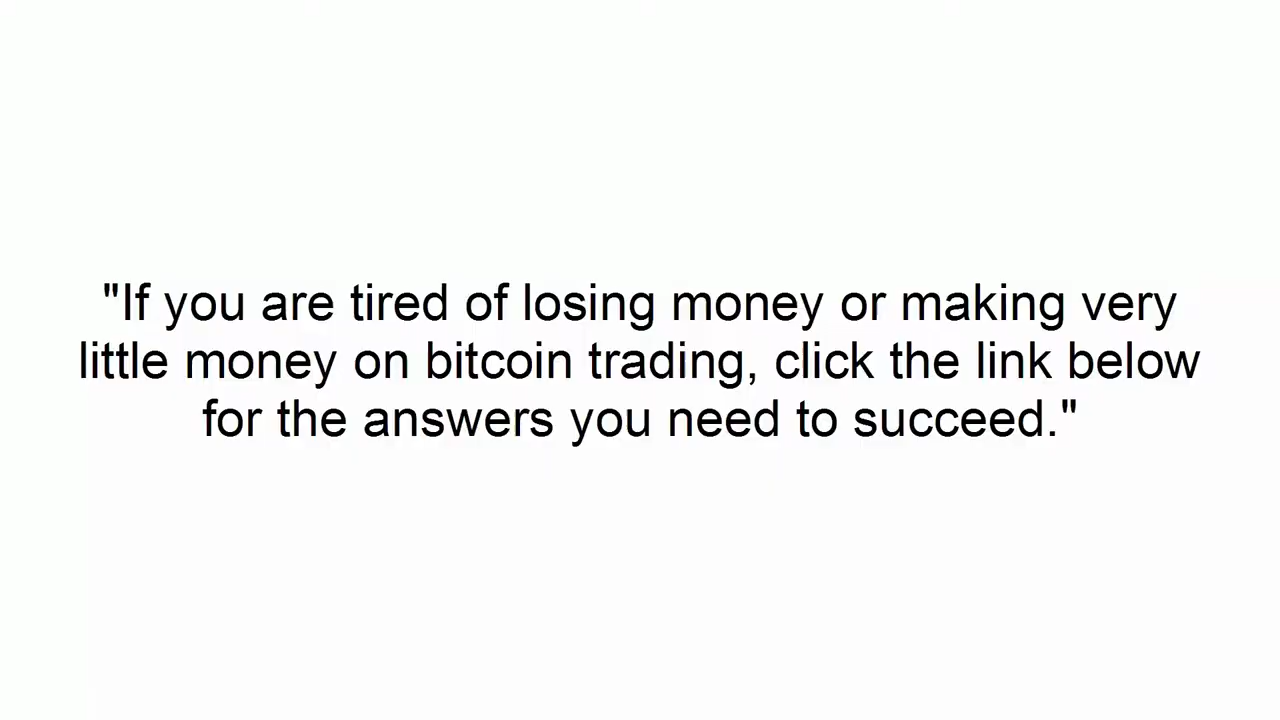 "If you are tired of losing money or making very
little money on bitcoin trading, click the link below
for the answers you need to succeed."